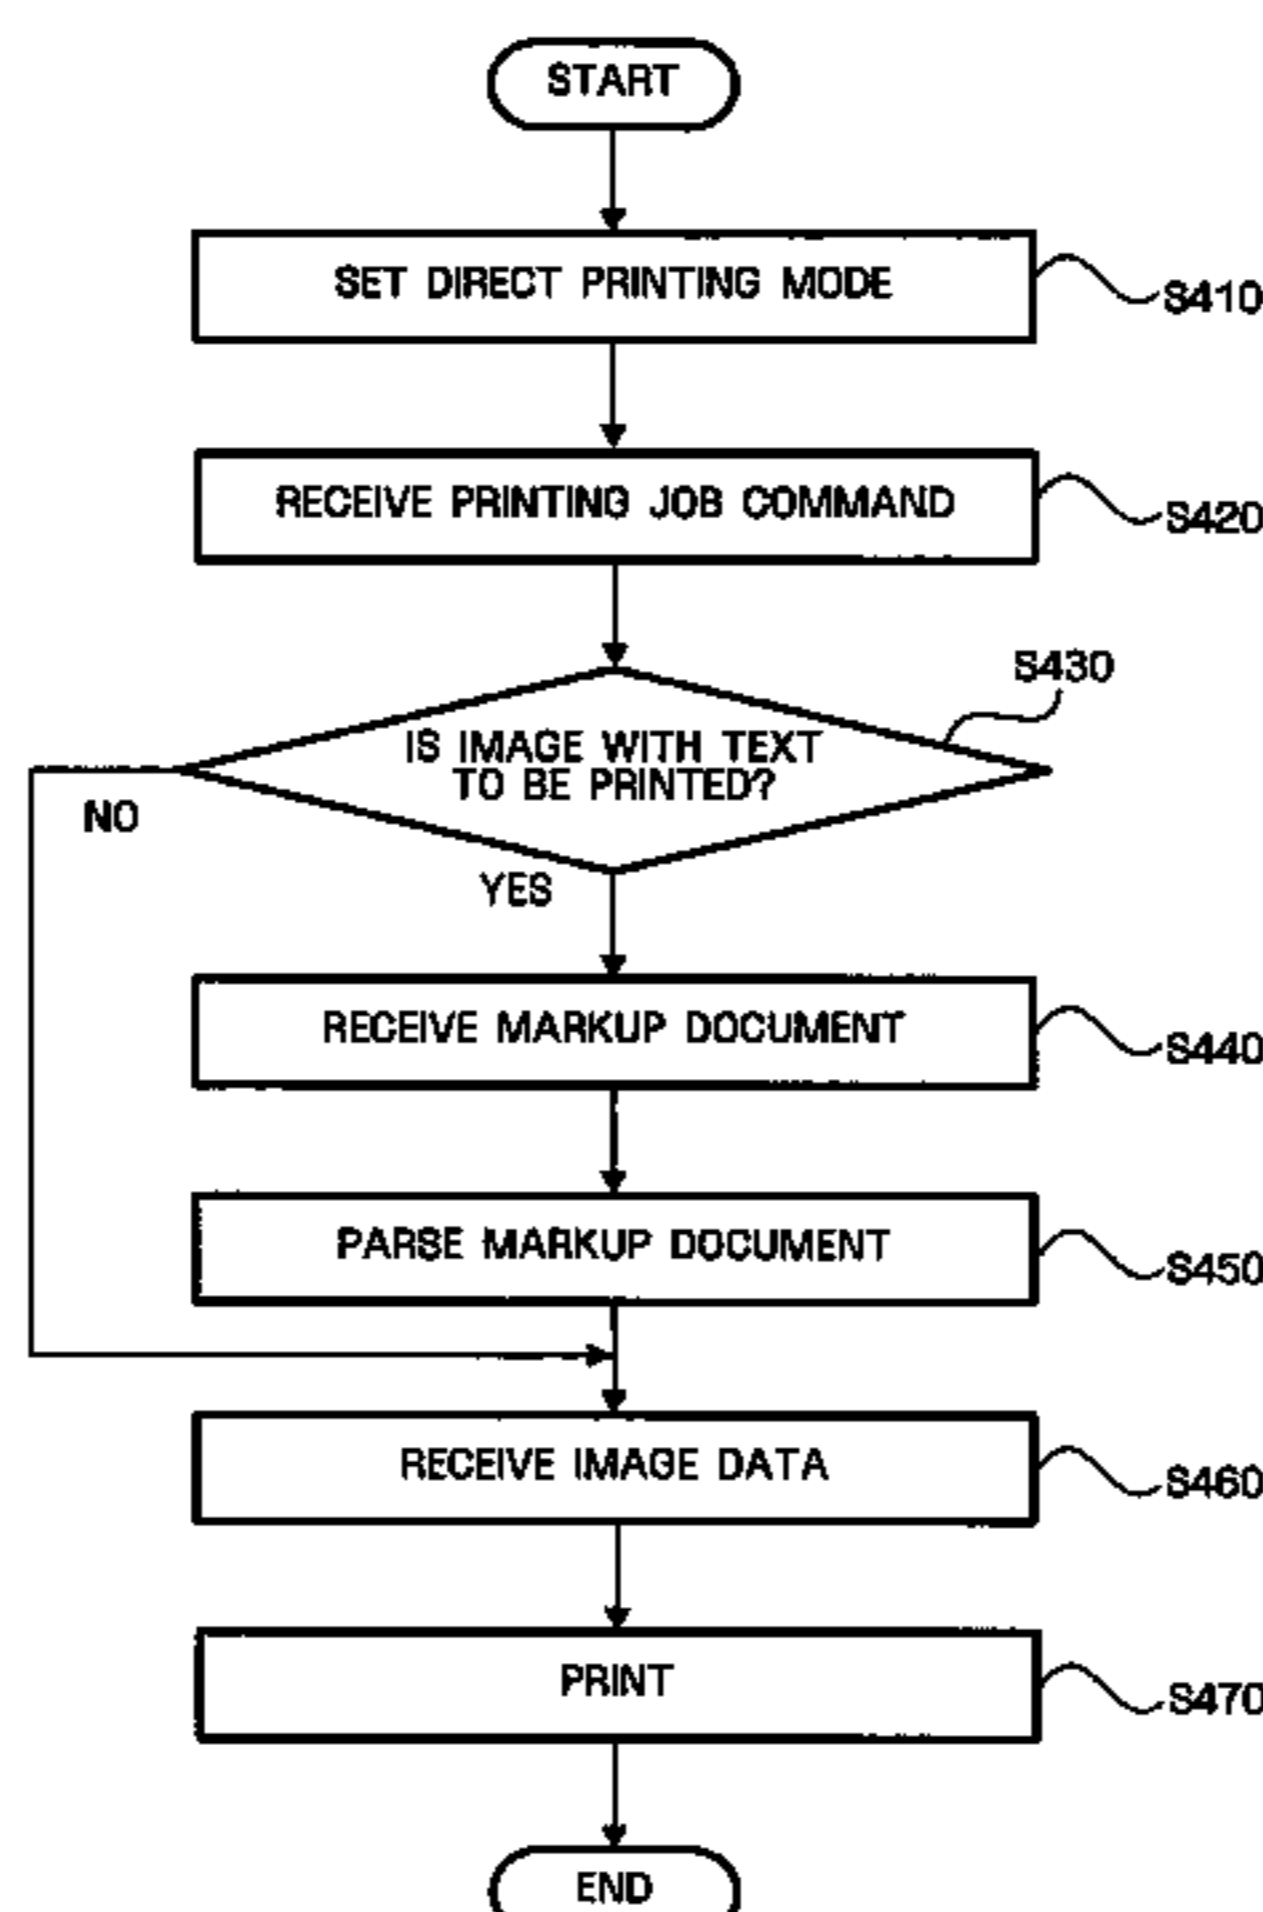 START
SET DIRECT PRINTING MODE
S410
RECEIVE PRINTING JOB COMMAND
S420
S430
IS IMAGE WITH TEXT
TO BE PRINTED?
NO
YES
RECEIVE MARKUP DOCUMENT
S440
PARSE MARKUP DOCUMENT
S450
RECEIVE IMAGE DATA
S460
PRINT
S470
END